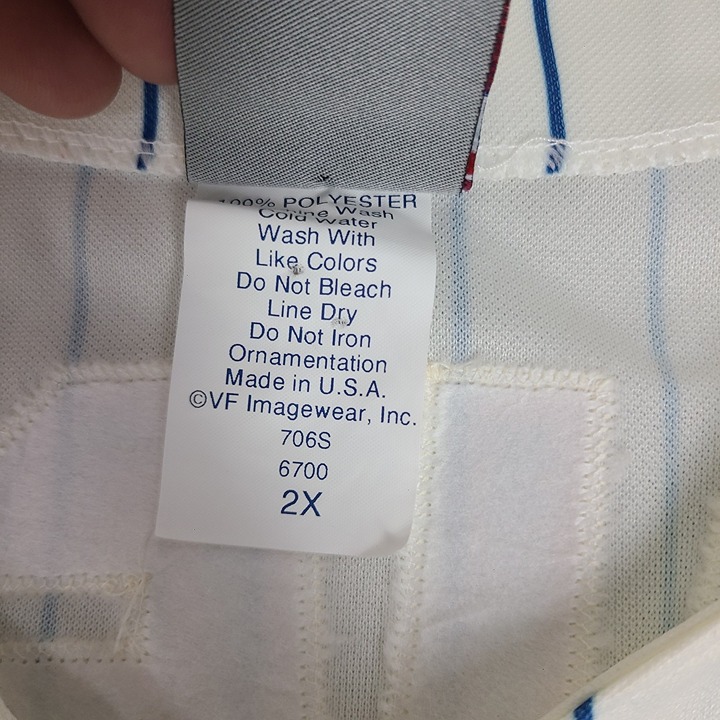 100% POLYESTER
Wash
Cold Water
Wash With
Like Colors
Do Not Bleach
Line Dry
Do Not Iron
Ornamentation
Made in U.S.A.
©VF Imagewear, Inc.
706S
6700
2X